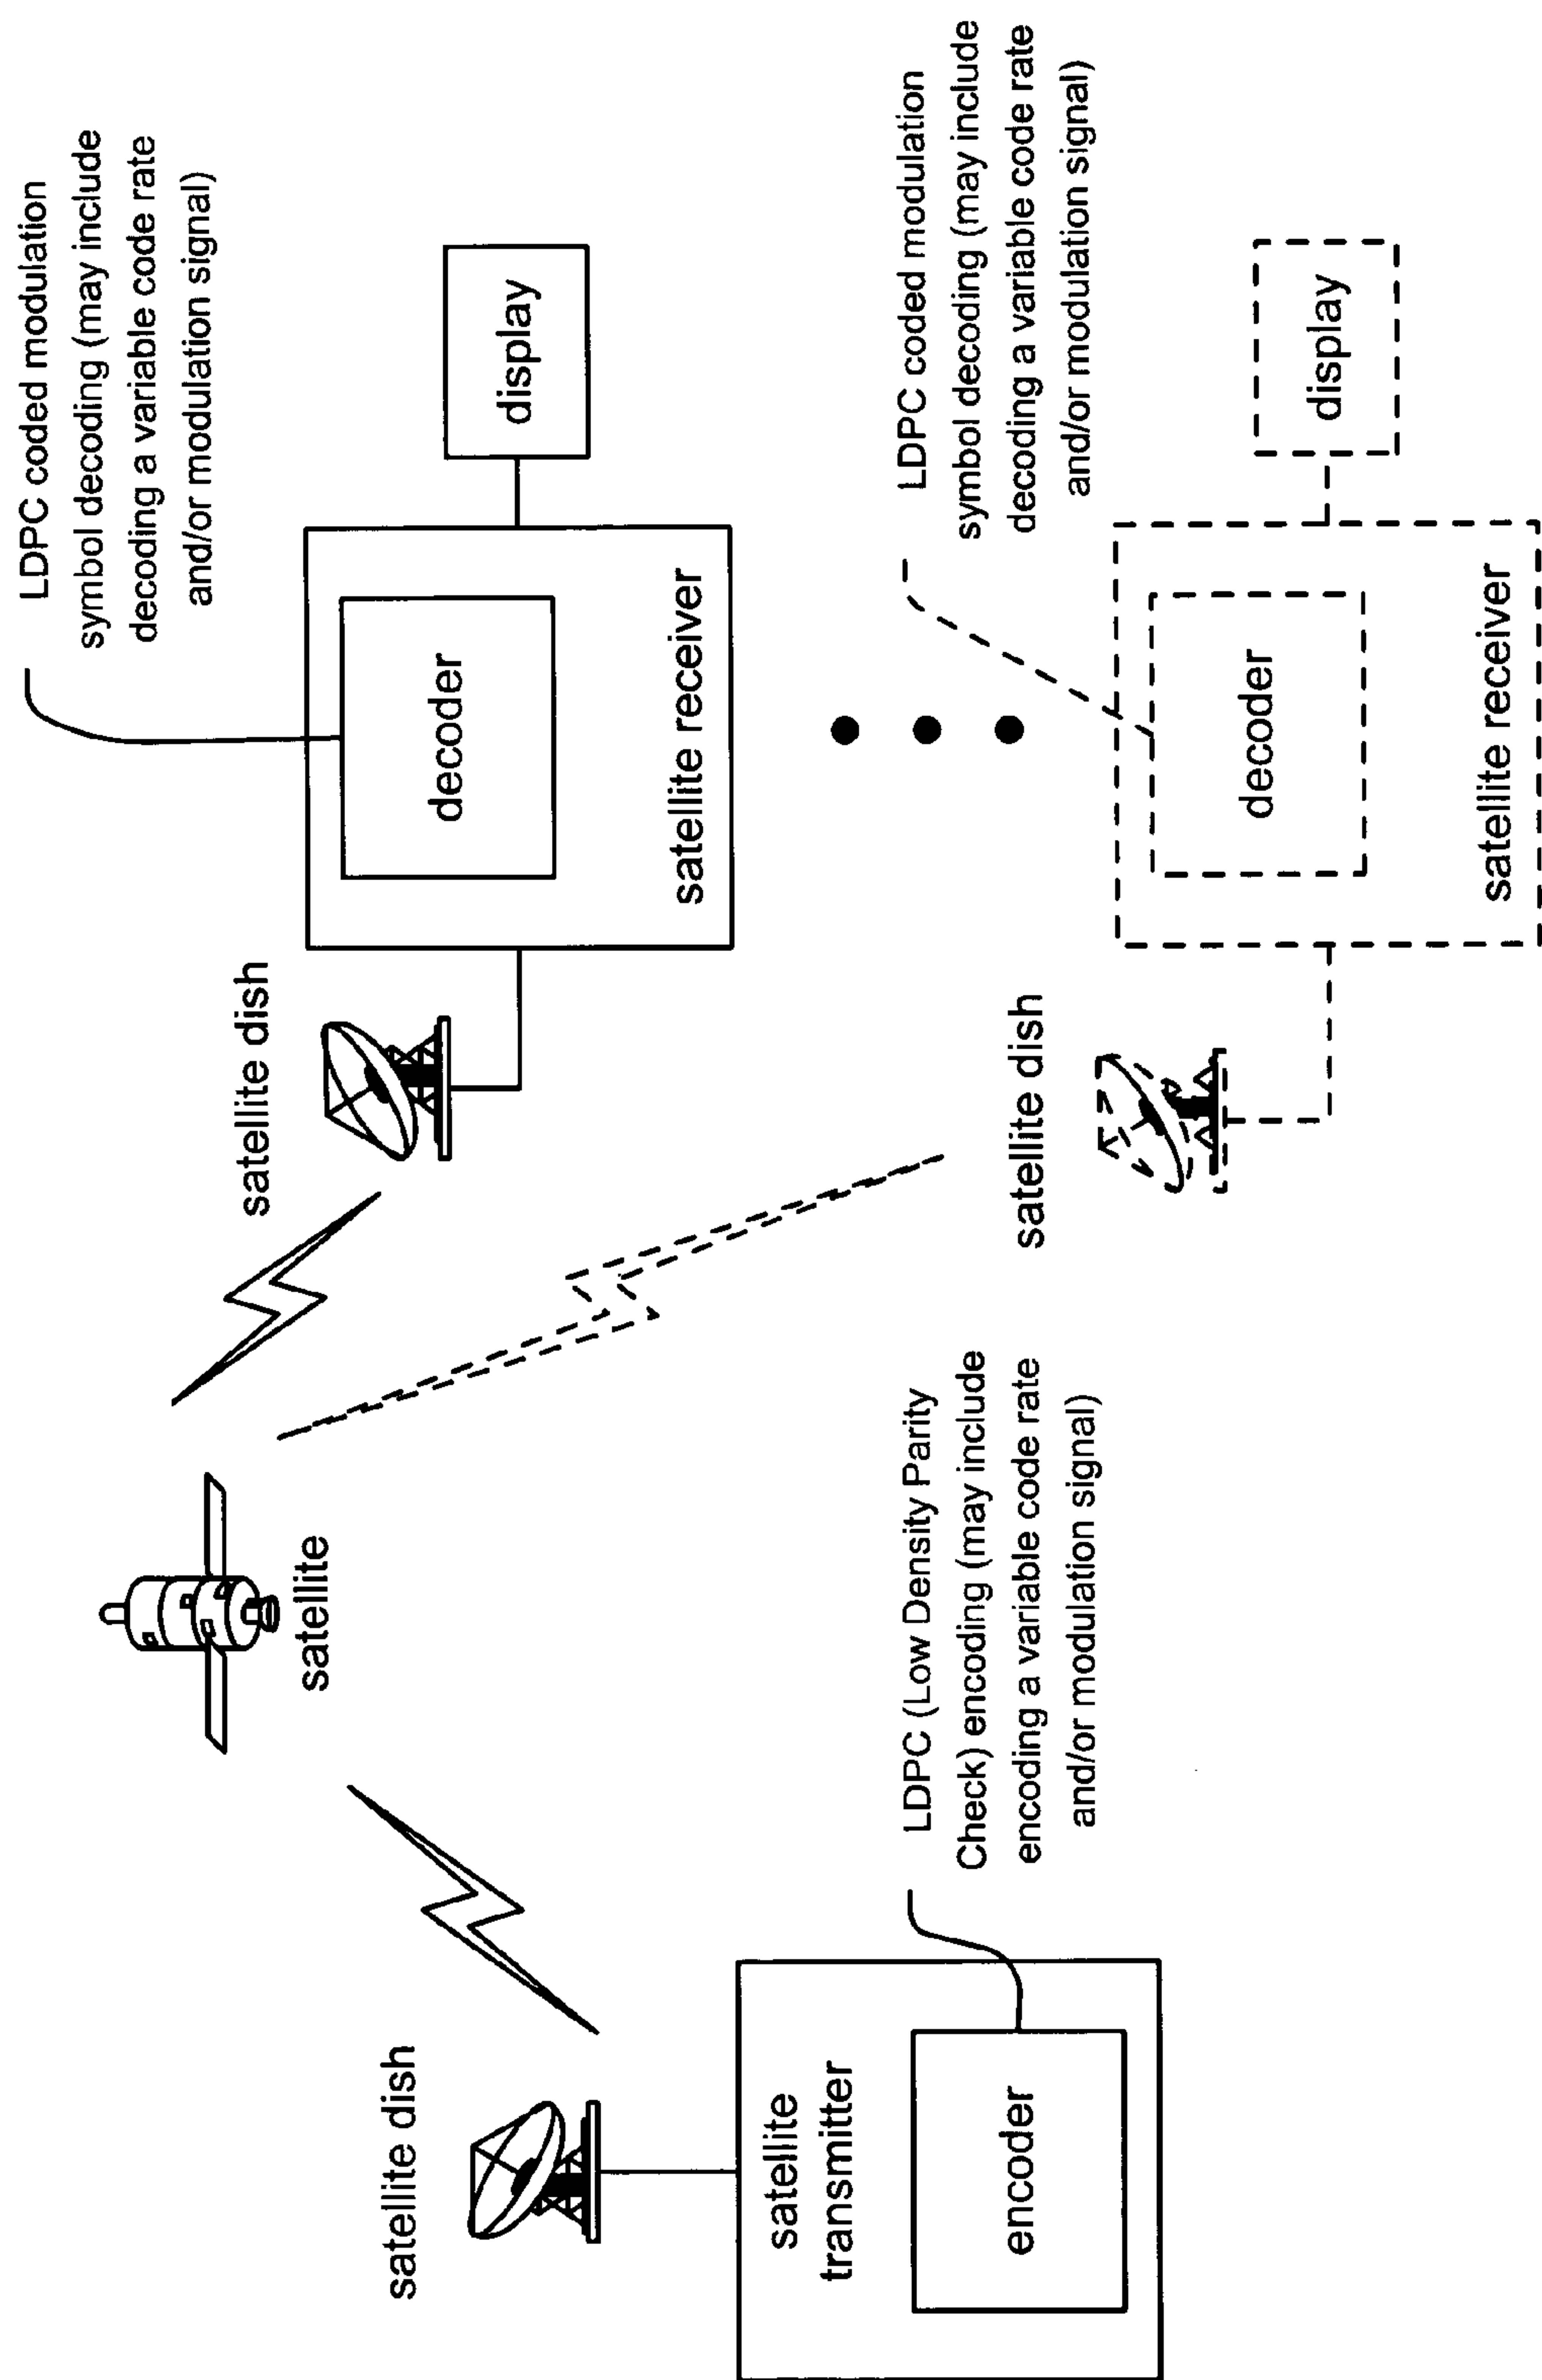 satellite dish
satellite
transmitter
encoder
LDPC (Low Density Parity
Check) encoding (may include
encoding a variable code rate
and/or modulation signal)
satellite
satellite dish
LDPC coded modulation
symbol decoding (may include
decoding a variable code rate
and/or modulation signal)
decoder
satellite receiver
display
satellite dish
LDPC coded modulation
symbol decoding (may include
decoding a variable code rate
and/or modulation signal)
decoder
satellite receiver
display